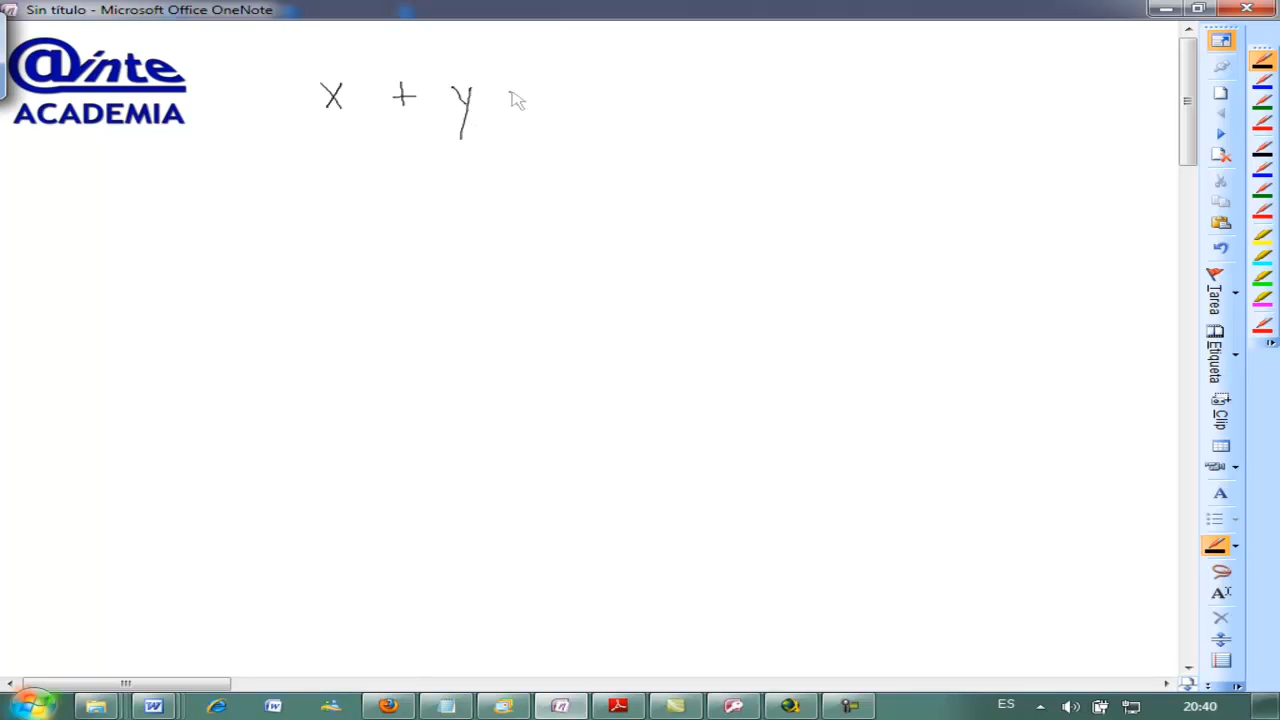 Sin título - Microsoft Office OneNote
@inte
ACADEMIA
x + y
Tarea
Etiqueta
Clip
ES
20:40